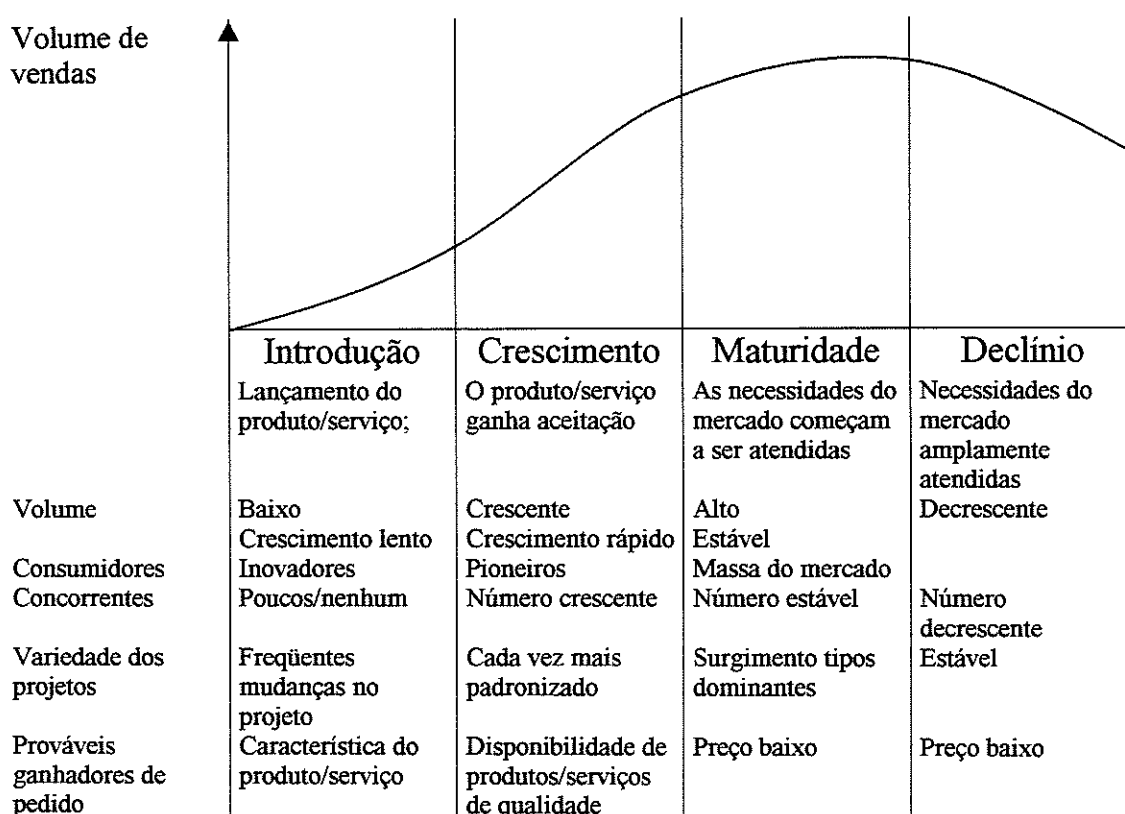 Volume de
vendas
Introdução
Crescimento
Maturidade
Declínio
Lançamento do
produto/serviço;
O produto/serviço
ganha aceitação
As necessidades do
mercado começam
a ser atendidas
Necessidades do
mercado
amplamente
atendidas
Volume
Baixo
Crescimento lento
Crescente
Crescimento rápido
Alto
Estável
Decrescente
Consumidores
Inovadores
Pioneiros
Massa do mercado
Concorrentes
Poucos/nenhum
Número crescente
Número estável
Número
decrescente
Variedade dos
projetos
Freqüentes
mudanças no
projeto
Cada vez mais
padronizado
Surgimento tipos
dominantes
Estável
Prováveis
ganhadores de
pedido
Característica do
produto/serviço
Disponibilidade de
produtos/serviços
de qualidade
Preço baixo
Preço baixo